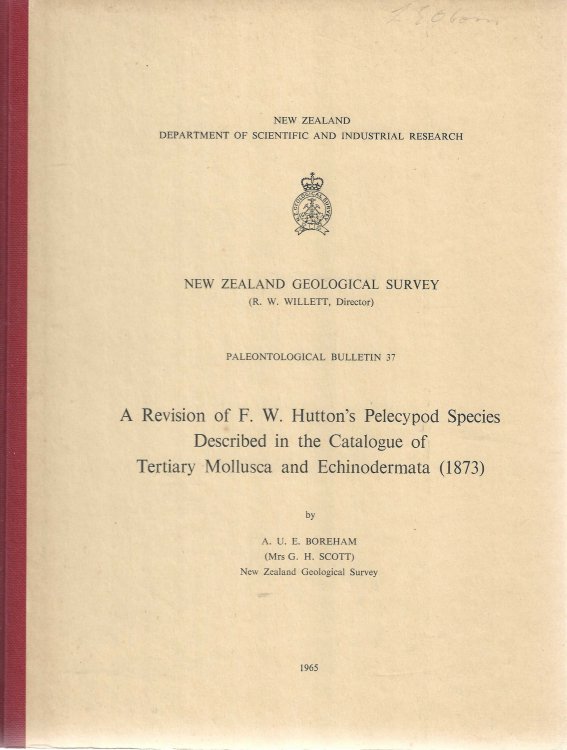 NEW ZEALAND
DEPARTMENT OF SCIENTIFIC AND INDUSTRIAL RESEARCH
NEW ZEALAND GEOLOGICAL SURVEY
(R. W. WILLETT, Director)
PALEONTOLOGICAL BULLETIN 37
A Revision of F. W. Hutton's Pelecypod Species
Described in the Catalogue of
Tertiary Mollusca and Echinodermata (1873)
by
A. U. E. BOREHAM
(Mrs G. H. SCOTT)
New Zealand Geological Survey
1965